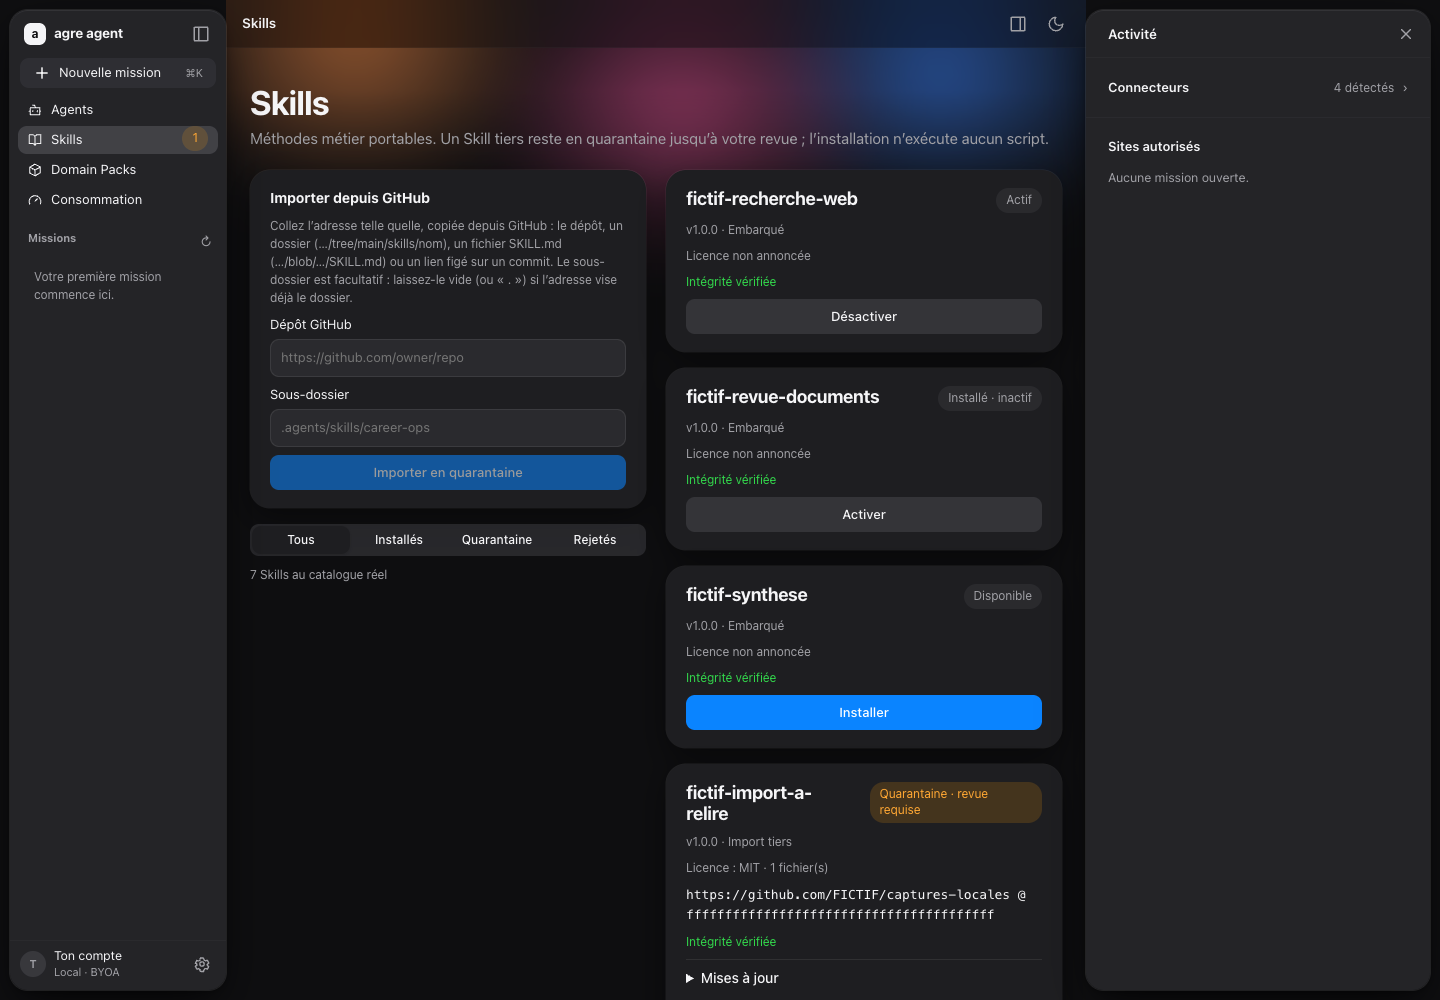 a agre agent
Nouvelle mission ⌘K
Agents
Skills 1
Domain Packs
Consommation
Missions
Votre première mission
commence ici.
T
Ton compte
Local · BYOA
Skills
Skills
Méthodes métier portables. Un Skill tiers reste en quarantaine jusqu’à votre revue ; l’installation n’exécute aucun script.
Importer depuis GitHub
Collez l’adresse telle quelle, copiée depuis GitHub : le dépôt, un
dossier (…/tree/main/skills/nom), un fichier SKILL.md
(…/blob/…/SKILL.md) ou un lien figé sur un commit. Le sous-
dossier est facultatif : laissez-le vide (ou « . ») si l’adresse vise
déjà le dossier.
Dépôt GitHub
https://github.com/owner/repo
Sous-dossier
.agents/skills/career-ops
Importer en quarantaine
Tous Installés Quarantaine Rejetés
7 Skills au catalogue réel
fictif-recherche-web Actif
v1.0.0 · Embarqué
Licence non annoncée
Intégrité vérifiée
Désactiver
fictif-revue-documents Installé · inactif
v1.0.0 · Embarqué
Licence non annoncée
Intégrité vérifiée
Activer
fictif-synthese Disponible
v1.0.0 · Embarqué
Licence non annoncée
Intégrité vérifiée
Installer
fictif-import-a-
relire
Quarantaine · revue
requise
v1.0.0 · Import tiers
Licence : MIT · 1 fichier(s)
https://github.com/FICTIF/captures-locales @
ffffffffffffffffffffffffffffffffffffffff
Intégrité vérifiée
▶ Mises à jour
Activité
Connecteurs 4 détectés ›
Sites autorisés
Aucune mission ouverte.